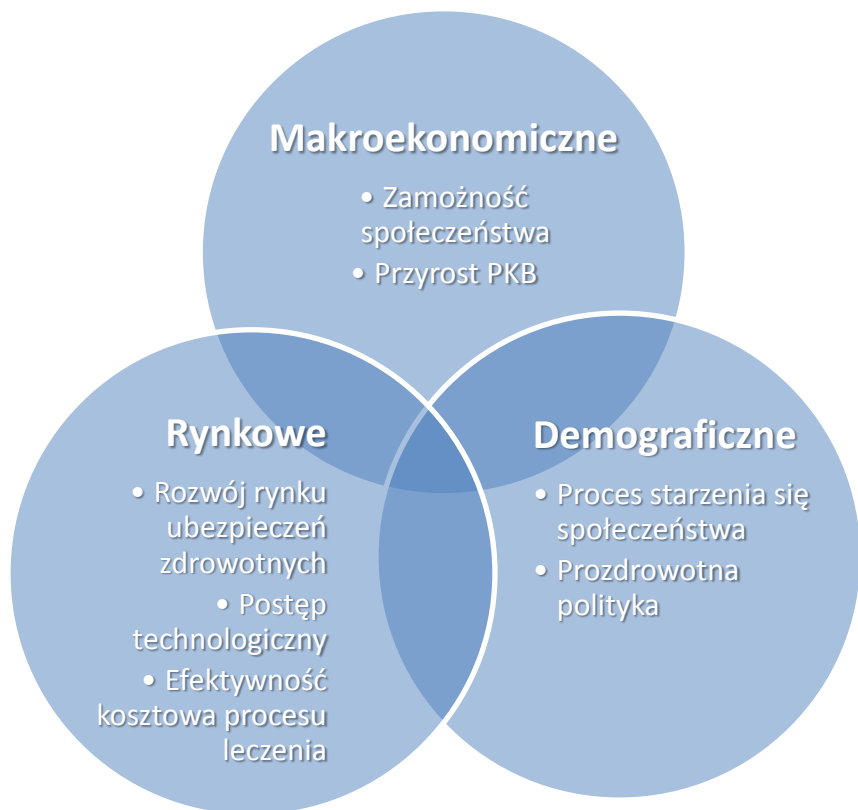 Makroekonomiczne
• Zamożność
społeczeństwa
• Przyrost PKB
Rynkowe
• Rozwój rynku
ubezpieczeń
zdrowotnych
• Postęp
technologiczny
• Efektywność
kosztowa procesu
leczenia
Demograficzne
• Proces starzenia się
społeczeństwa
• Prozdrowotna
polityka